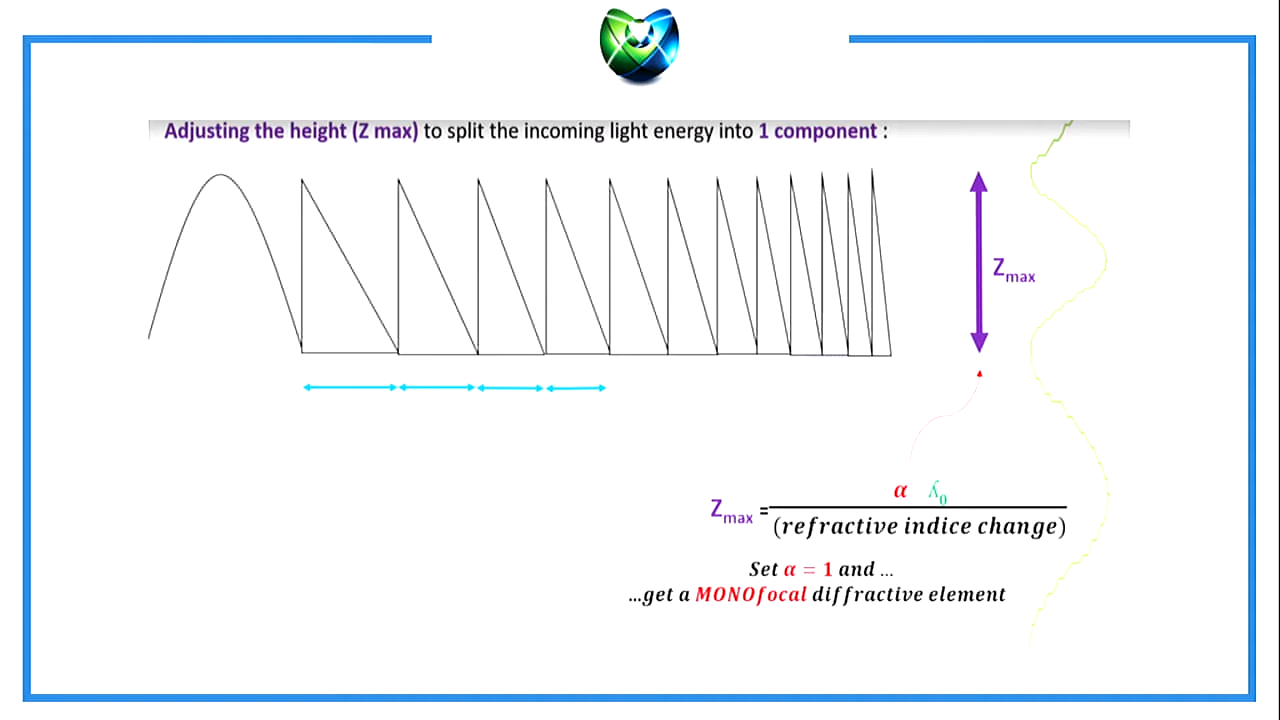 Adjusting the height (Z max) to split the incoming light energy into 1 component :
Zmax
α λ0
Zmax =
(refractive indice change)
Set α = 1 and ...
...get a MONOfocal diffractive element